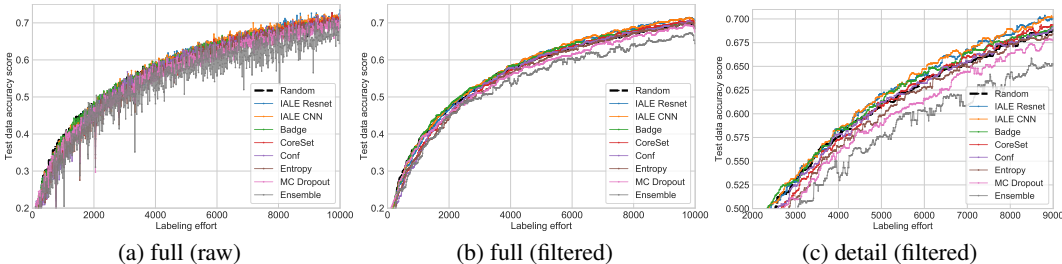 0.7
0.6
0.5
0.4
0.3
0.2
Test data accuracy score
0 2000 4000 6000 8000 10000
Labeling effort
Random
IALE Resnet
IALE CNN
Badge
CoreSet
Conf
Entropy
MC Dropout
Ensemble
(a) full (raw)
0.7
0.6
0.5
0.4
0.3
0.2
Test data accuracy score
0 2000 4000 6000 8000 10000
Labeling effort
Random
IALE Resnet
IALE CNN
Badge
CoreSet
Conf
Entropy
MC Dropout
Ensemble
(b) full (filtered)
0.700
0.675
0.650
0.625
0.600
0.575
0.550
0.525
0.500
Test data accuracy score
2000 3000 4000 5000 6000 7000 8000 9000
Labeling effort
Random
IALE Resnet
IALE CNN
Badge
CoreSet
Conf
Entropy
MC Dropout
Ensemble
(c) detail (filtered)